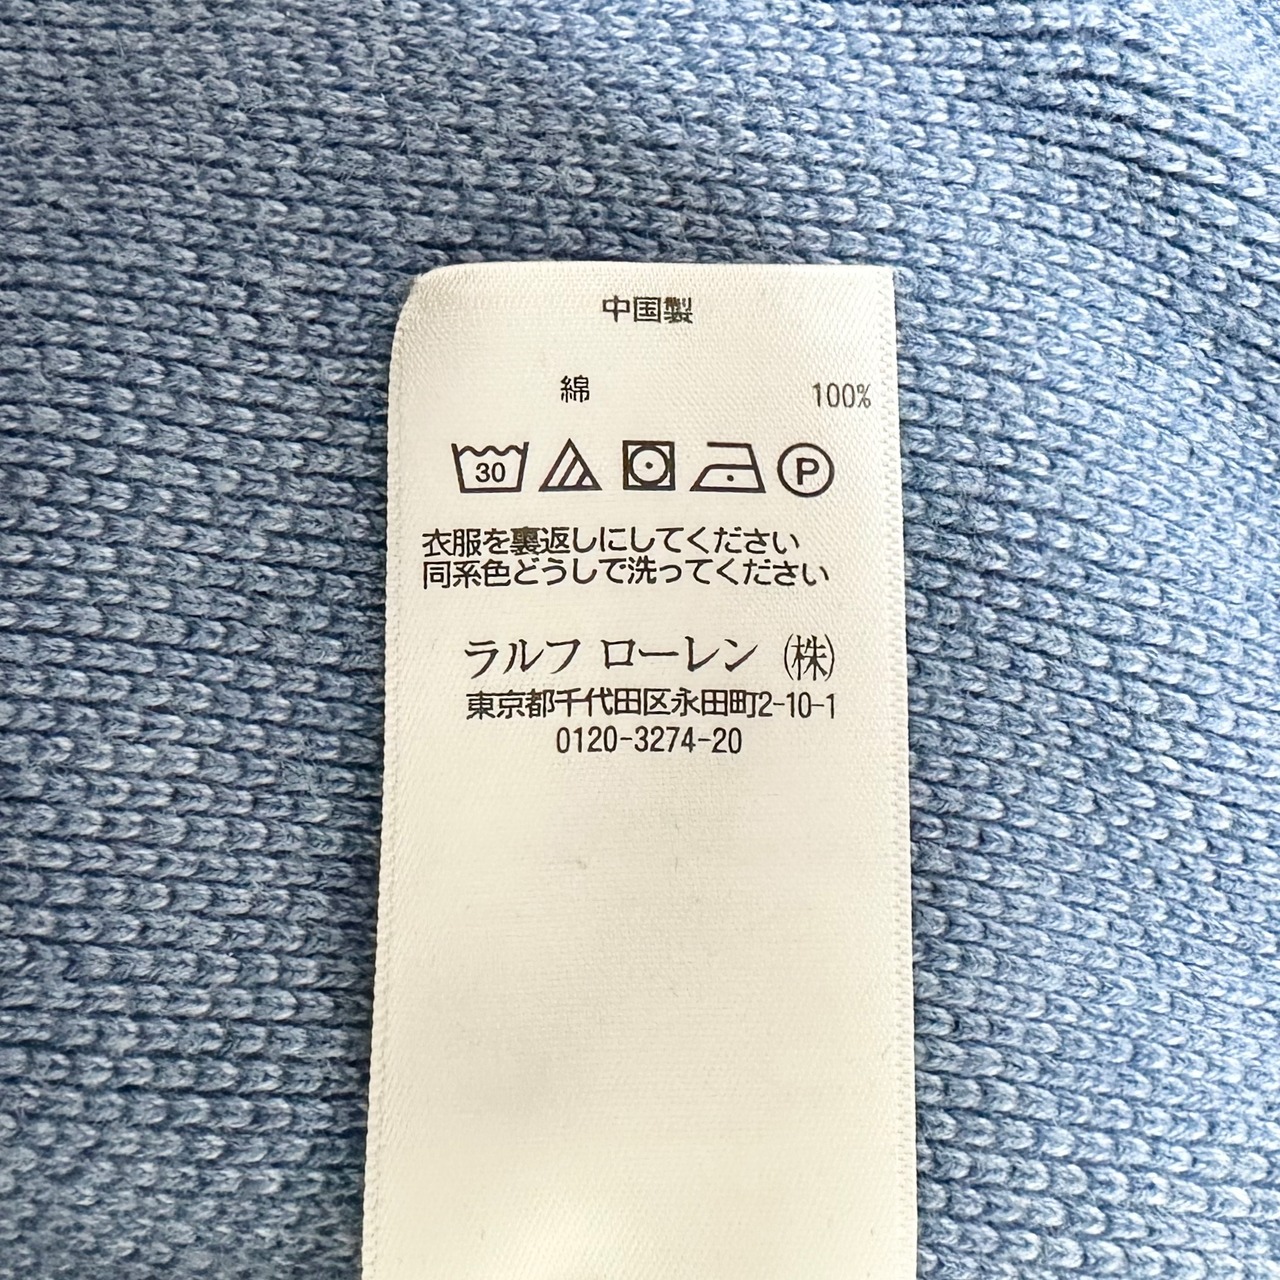 中国製
綿 100%
30 P
衣服を裏返しにしてください
同系色どうしで洗ってください
ラルフ ローレン (株)
東京都千代田区永田町2-10-1
0120-3274-20